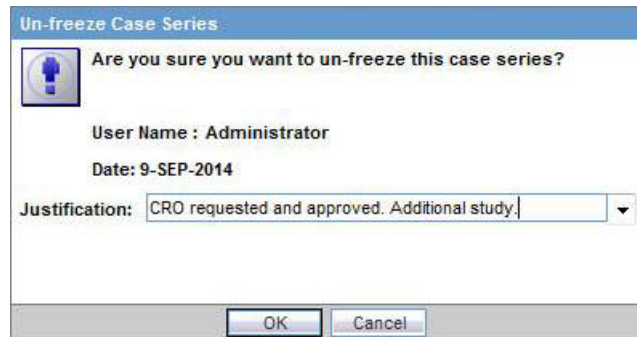 Un-freeze Case Series
Are you sure you want to un-freeze this case series?
User Name : Administrator
Date: 9-SEP-2014
Justification: CRO requested and approved. Additional study.
OK Cancel